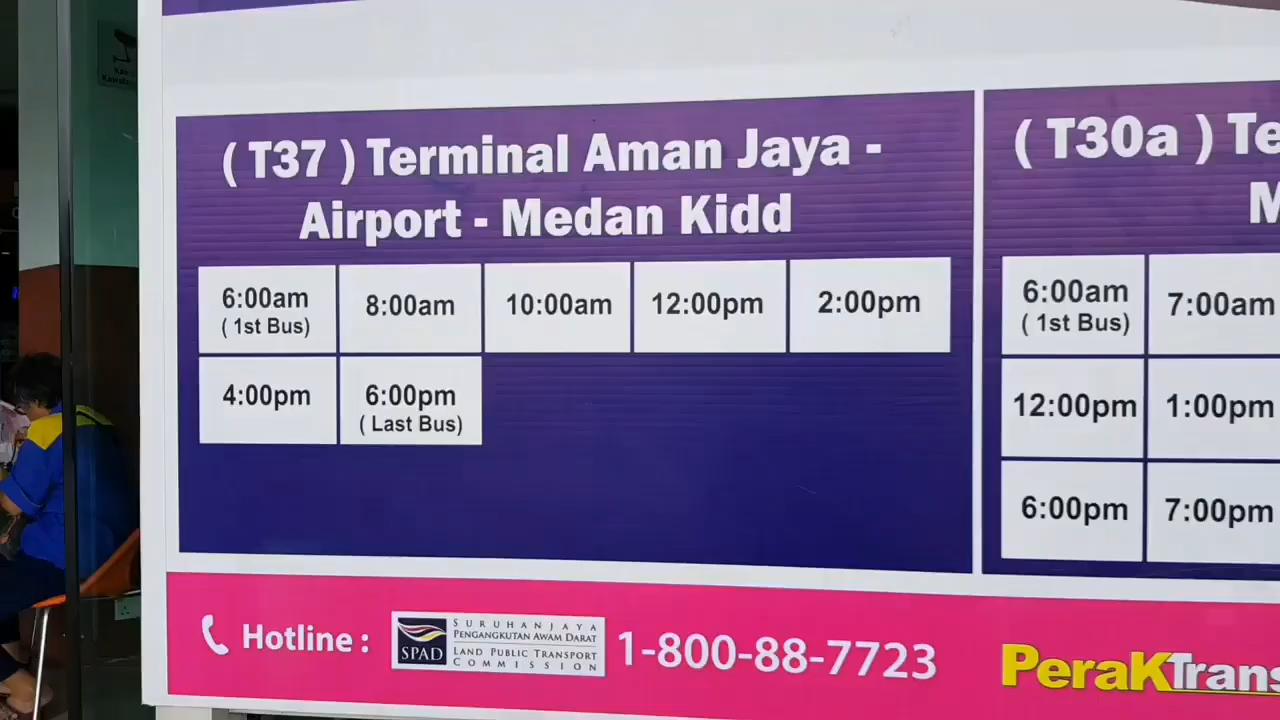 ( T37 ) Terminal Aman Jaya -
Airport - Medan Kidd
6:00am
( 1st Bus)
8:00am
10:00am
12:00pm
2:00pm
4:00pm
6:00pm
( Last Bus)
( T30a ) Te
M
6:00am
( 1st Bus)
7:00am
12:00pm
1:00pm
6:00pm
7:00pm
Hotline :
SPAD
SURUHANJAYA
PENGANGKUTAN AWAM DARAT
LAND PUBLIC TRANSPORT
COMMISSION
1-800-88-7723
PeraKTrans